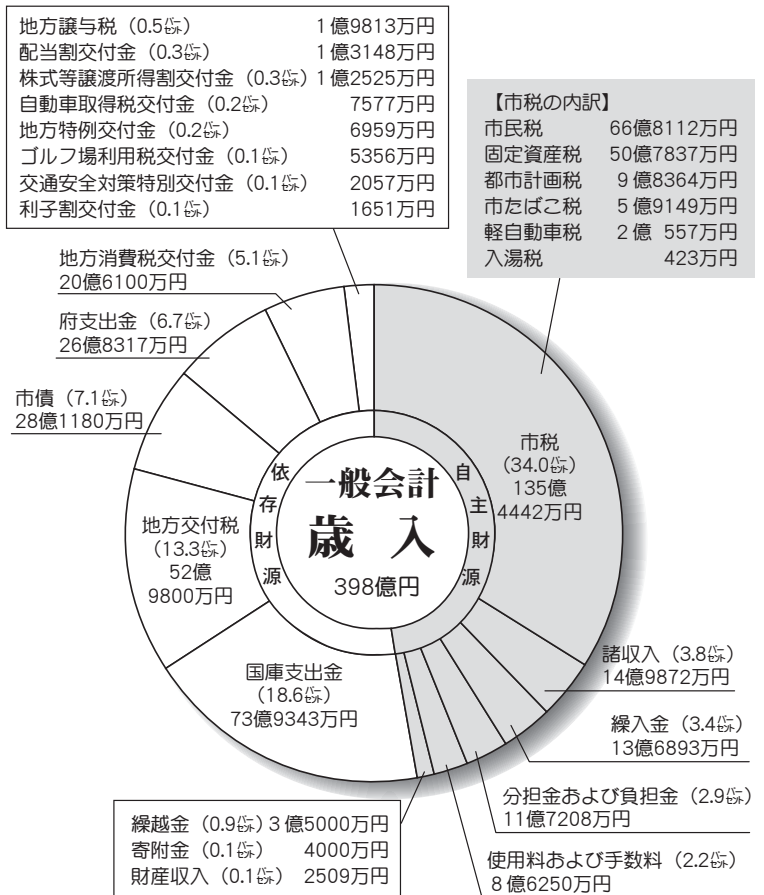 地方譲与税（0.5㌫） 1億9813万円
配当割交付金（0.3㌫） 1億3148万円
株式等譲渡所得割交付金（0.3㌫）1億2525万円
自動車取得税交付金（0.2㌫） 7577万円
地方特例交付金（0.2㌫） 6959万円
ゴルフ場利用税交付金（0.1㌫） 5356万円
交通安全対策特別交付金（0.1㌫） 2057万円
利子割交付金（0.1㌫） 1651万円
【市税の内訳】
市民税 66億8112万円
固定資産税 50億7837万円
都市計画税 9億8364万円
市たばこ税 5億9149万円
軽自動車税 2億 557万円
入湯税 423万円
地方消費税交付金（5.1㌫）
20億6100万円
府支出金（6.7㌫）
26億8317万円
市債（7.1㌫）
28億1180万円
地方交付税
（13.3㌫）
52億
9800万円
国庫支出金
（18.6㌫）
73億9343万円
依存財源
一般会計
歳 入
398億円
自主財源
市税
（34.0㌫）
135億
4442万円
諸収入（3.8㌫）
14億9872万円
繰入金（3.4㌫）
13億6893万円
分担金および負担金（2.9㌫）
11億7208万円
使用料および手数料（2.2㌫）
8億6250万円
繰越金（0.9㌫）3億5000万円
寄附金（0.1㌫） 4000万円
財産収入（0.1㌫） 2509万円